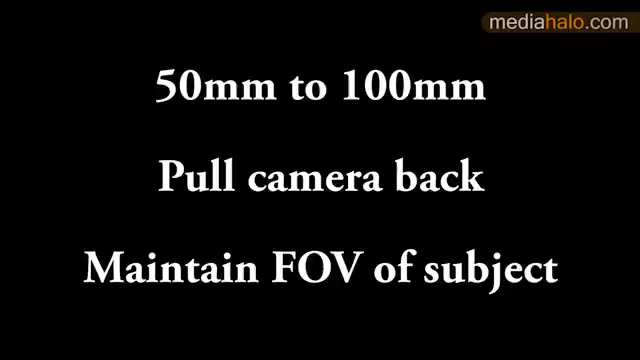 mediahalo.com
50mm to 100mm
Pull camera back
Maintain FOV of subject